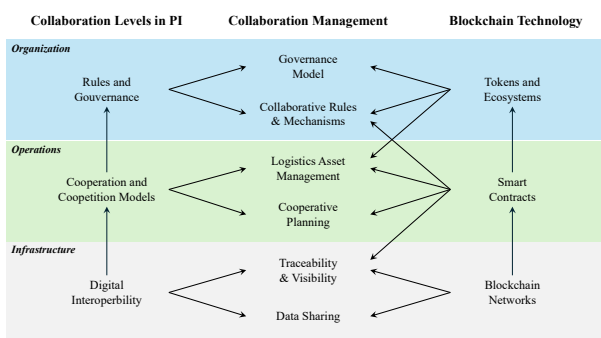 Collaboration Levels in PI
Collaboration Management
Blockchain Technology
Organization
Rules and
Gouvernance
Governance
Model
Collaborative Rules
& Mechanisms
Tokens and
Ecosystems
Operations
Cooperation and
Coopetition Models
Logistics Asset
Management
Cooperative
Planning
Smart
Contracts
Infrastructure
Digital
Interoperbility
Traceability
& Visibility
Data Sharing
Blockchain
Networks